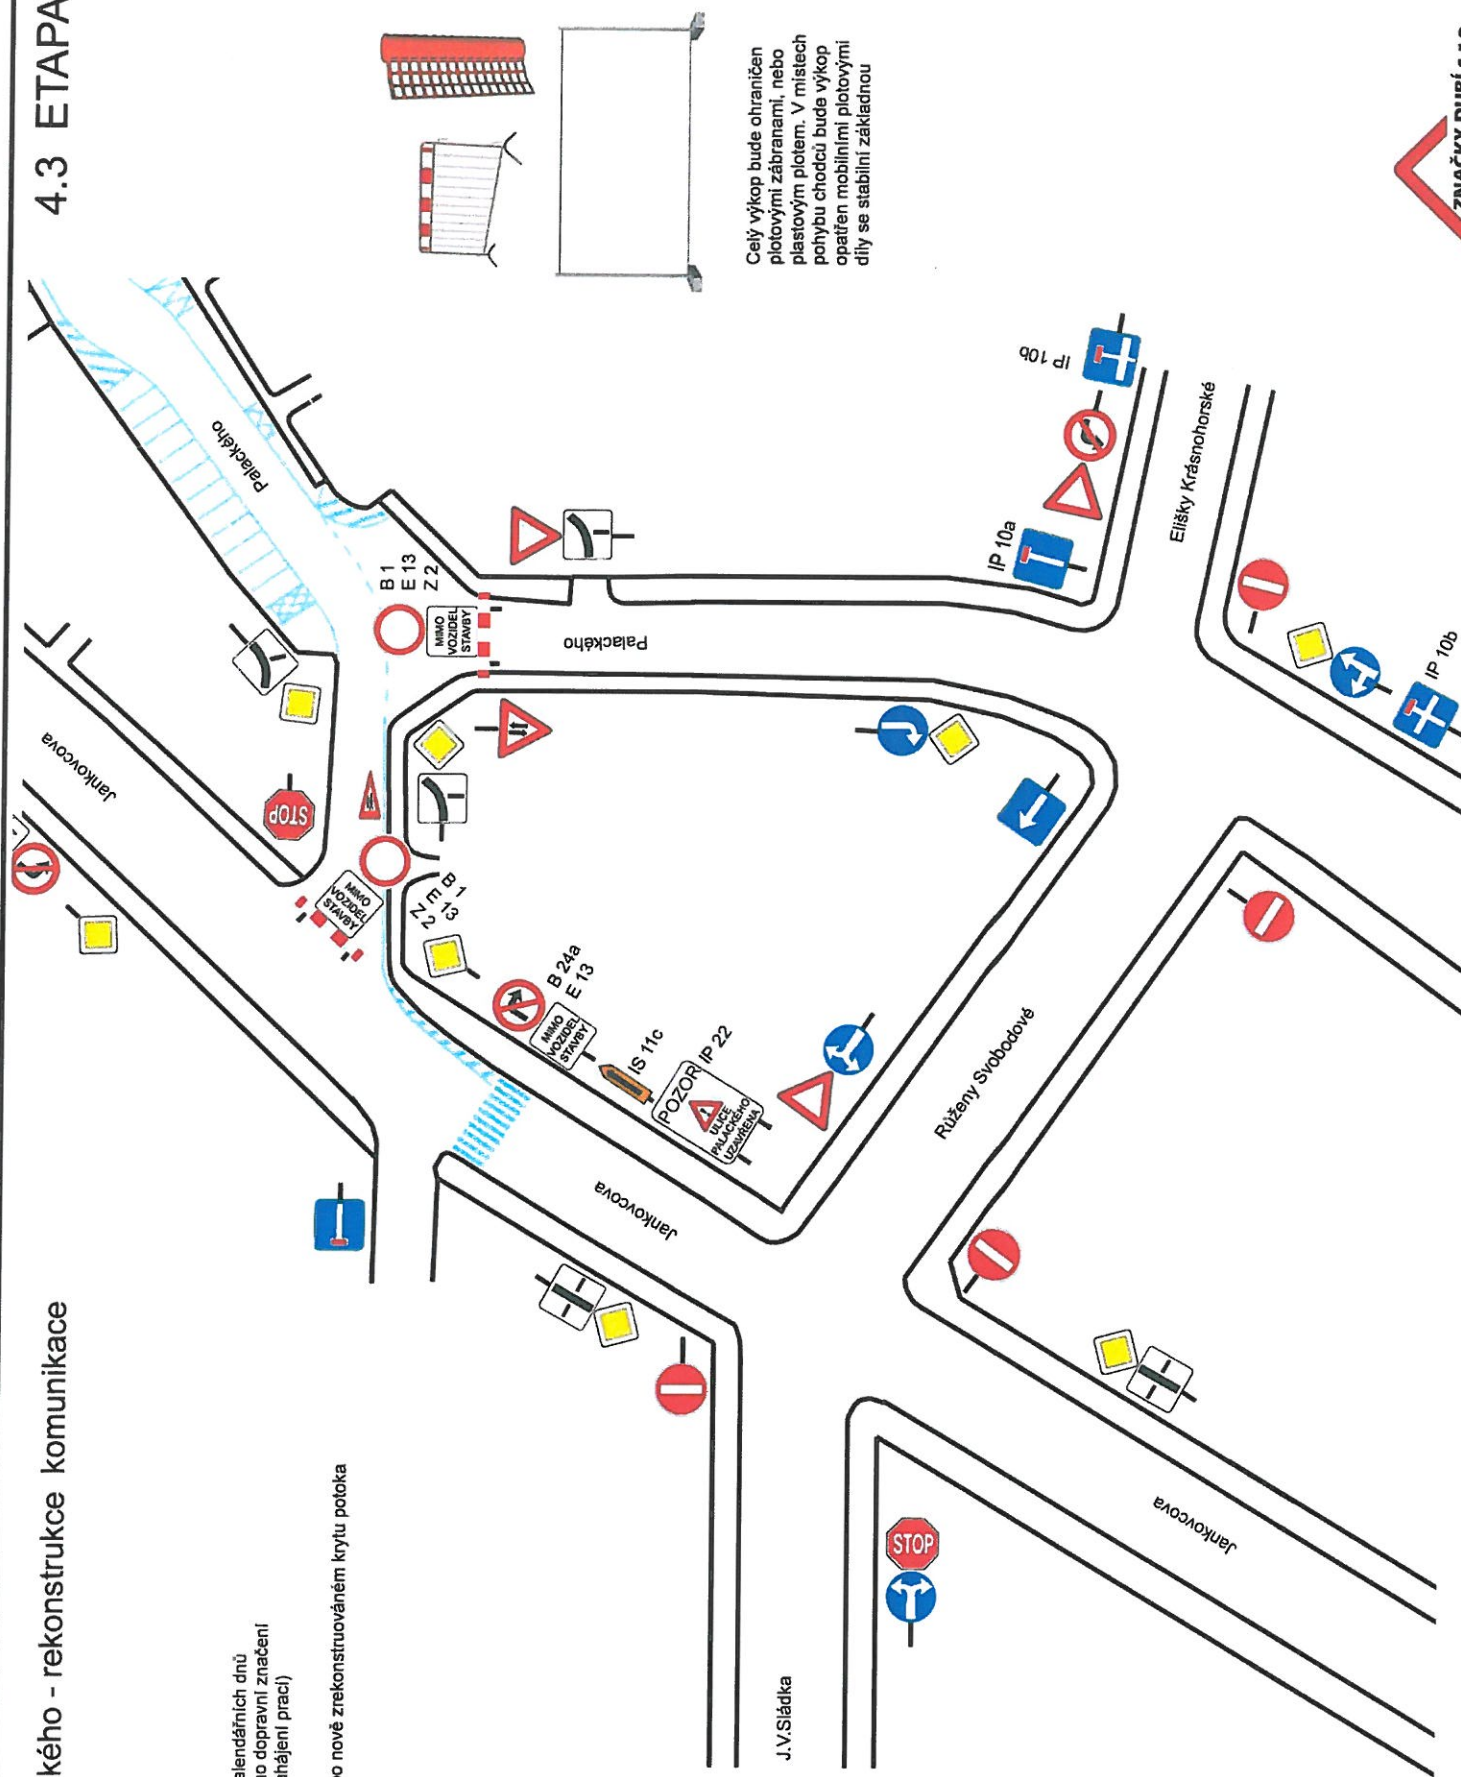 kého - rekonstrukce komunikace
4.3 ETAPA
alendářních dnů
no dopravní značení
ahájení prací)
po nově zrekonstruováném krytu potoka
Celý výkop bude ohraničen
plotovými zábranami, nebo
plastovým plotem. V místech
pohybu chodců bude výkop
opatřen mobilními plotovými
díly se stabilní základnou
Jankovcova
Palackého
STOP
MIMO
VOZIDEL
STAVBY
B 1
E 13
Z 2
B 1
E 13
Z 2
MIMO
VOZIDEL
STAVBY
Palackého
B 24a
E 13
MIMO
VOZIDEL
STAVBY
IS 11c
IP 22
POZOR
ULICE
PALACKÉHO
UZAVŘENA
Jankovcova
IP 10a
IP 10b
Elišky Krásnohorské
IP 10b
Růženy Svobodové
STOP
J.V.Sládka
Jankovcova